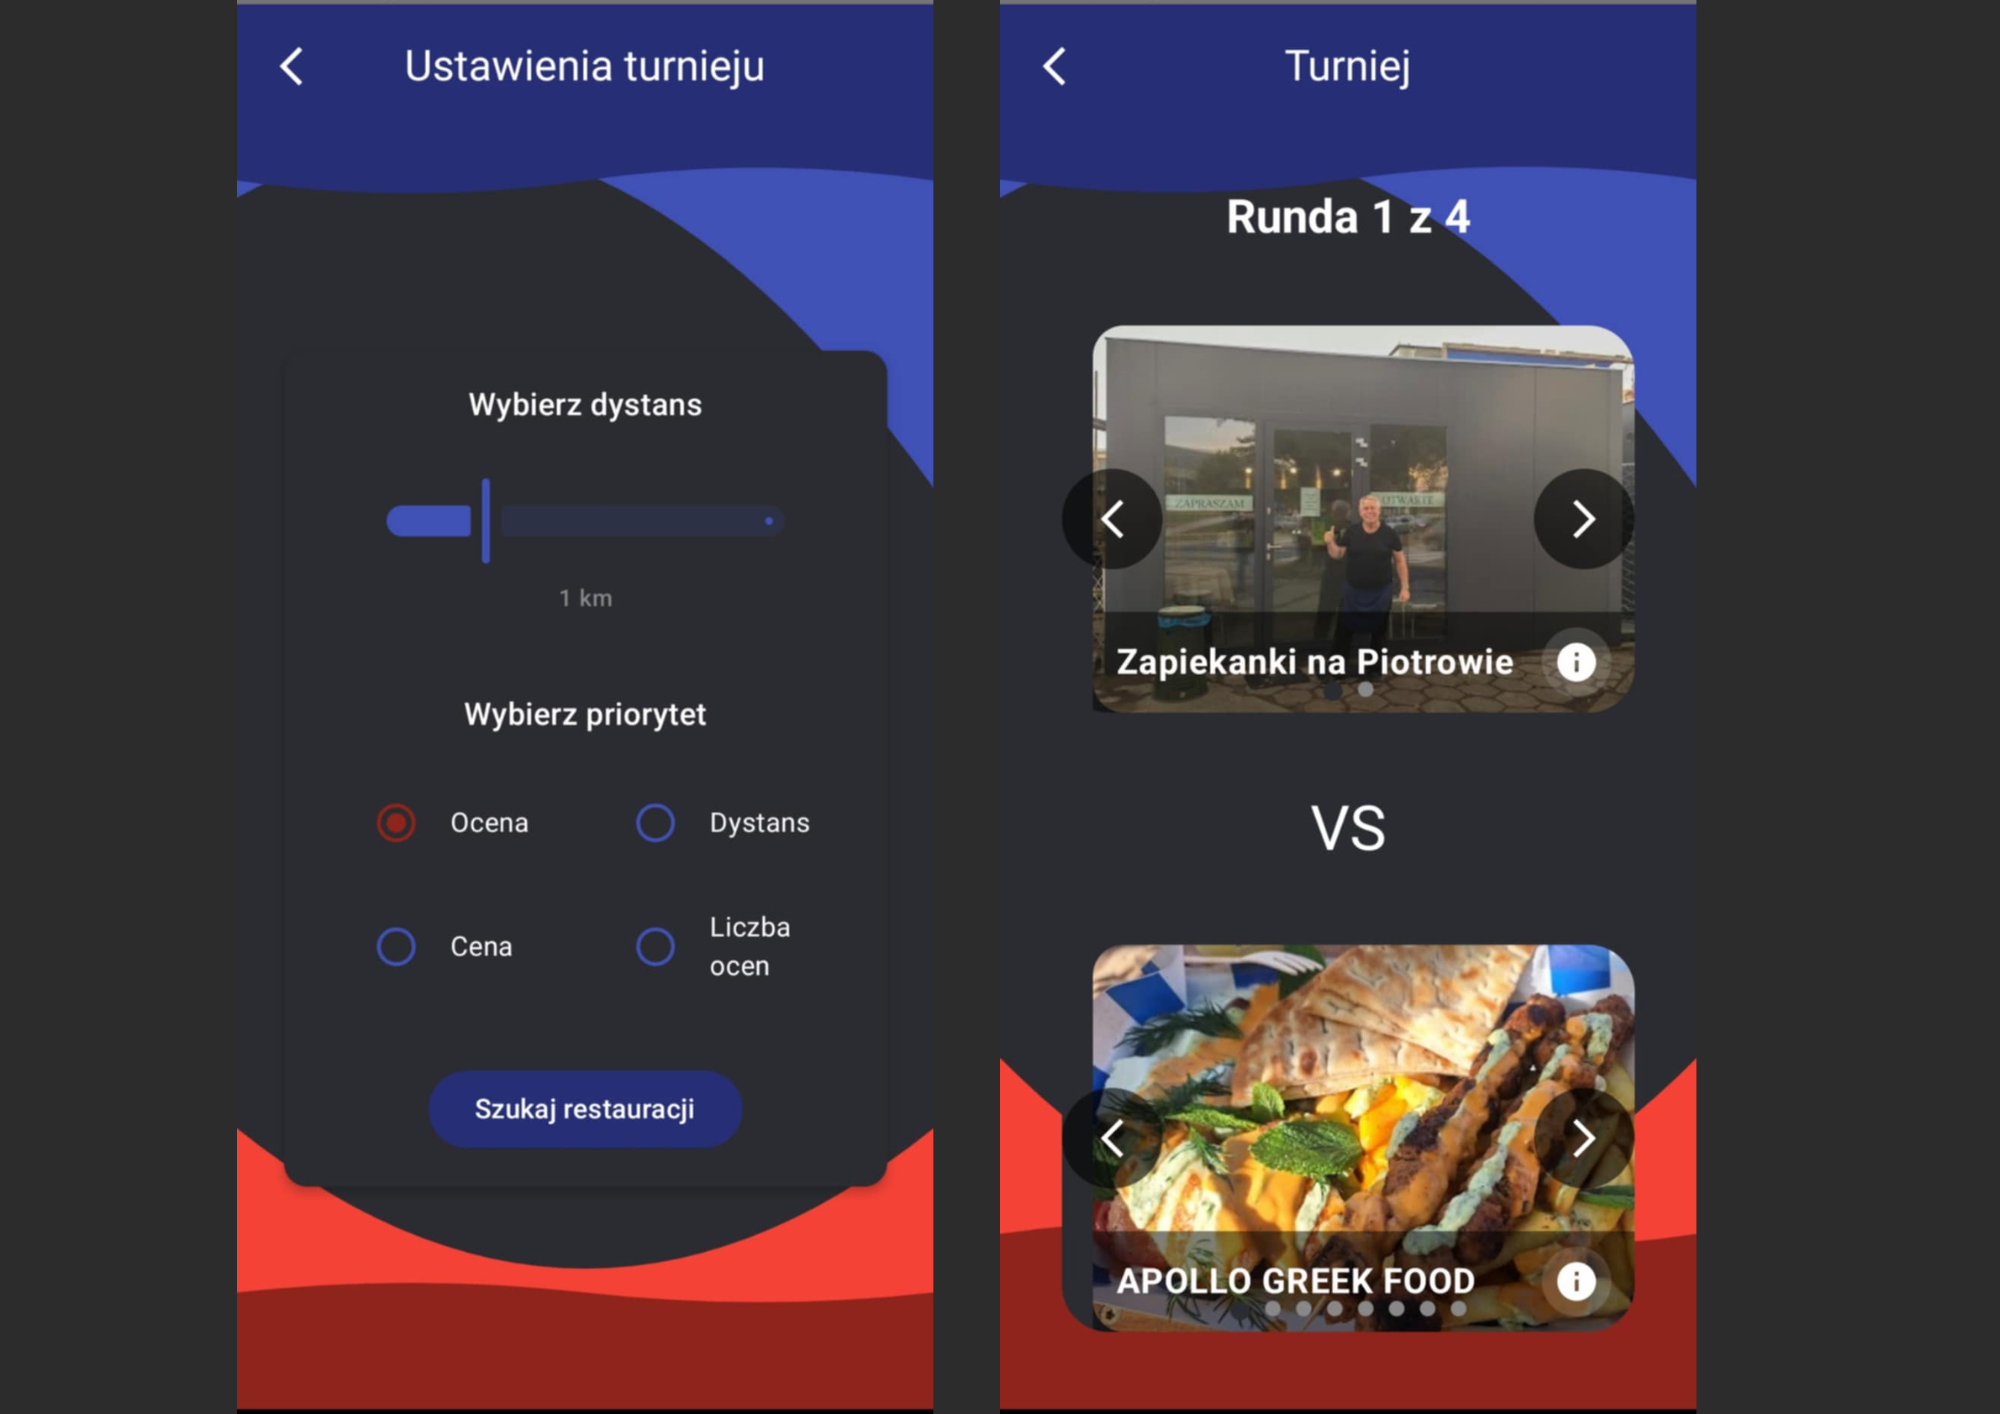 Ustawienia turnieju
Wybierz dystans
1 km
Wybierz priorytet
Ocena
Dystans
Cena
Liczba
ocen
Szukaj restauracji
Turniej
Runda 1 z 4
ZAPRASZAM
OTWARTE
Zapiekanki na Piotrowie
VS
APOLLO GREEK FOOD